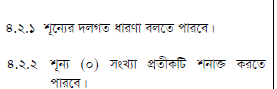 ৪.২.১ শূন্যের দলগত ধারণা বলতে পারবে।
৪.২.২ শূন্য (০) সংখ্যা প্রতীকটি শনাক্ত করতে
পারবে।